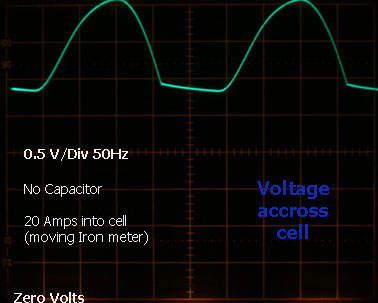 0.5 V/Div 50Hz
No Capacitor
20 Amps into cell
(moving Iron meter)
Voltage
accross
cell
Zero Volts